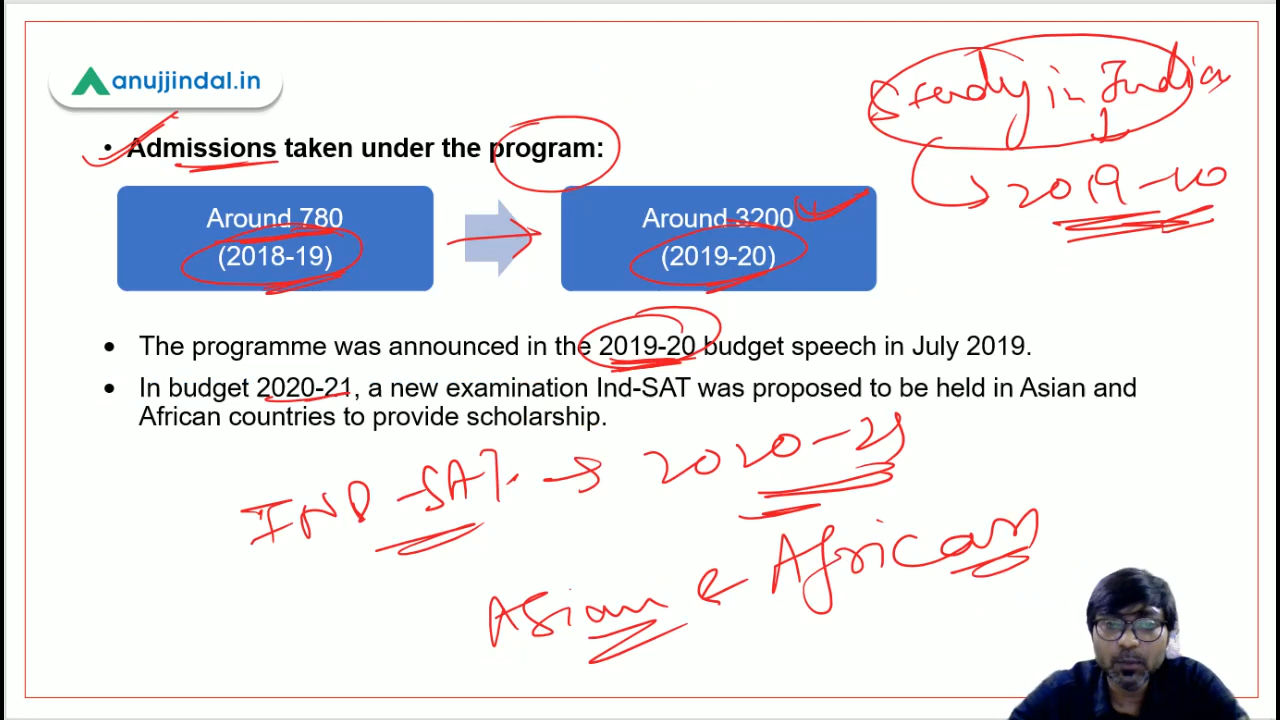 anujjindal.in
Study in India
• Admissions taken under the program:
2019-20
Around 780
(2018-19)
Around 3200
(2019-20)
• The programme was announced in the 2019-20 budget speech in July 2019.
• In budget 2020-21, a new examination Ind-SAT was proposed to be held in Asian and
African countries to provide scholarship.
IND-SAT. → 2020-21
Asian & African